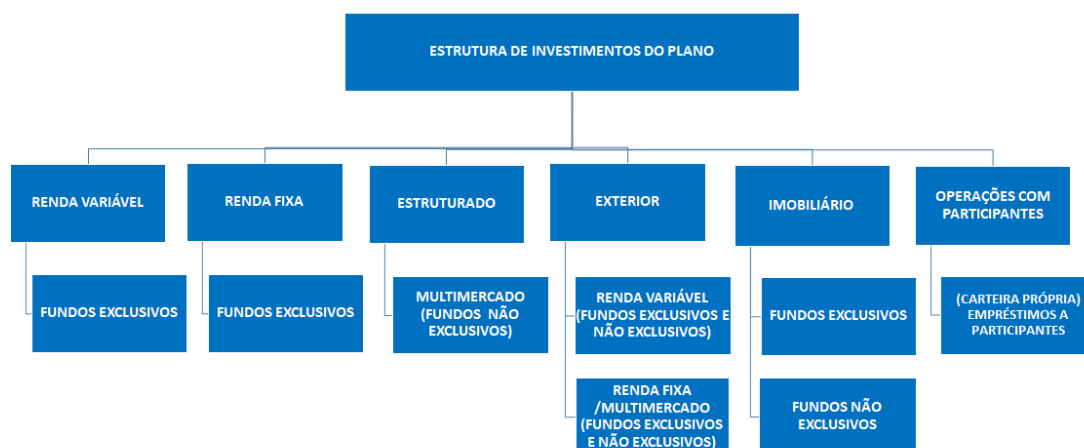 ESTRUTURA DE INVESTIMENTOS DO PLANO
RENDA VARIÁVEL
RENDA FIXA
ESTRUTURADO
EXTERIOR
IMOBILIÁRIO
OPERAÇÕES COM
PARTICIPANTES
FUNDOS EXCLUSIVOS
FUNDOS EXCLUSIVOS
MULTIMERCADO
(FUNDOS NÃO
EXCLUSIVOS)
RENDA VARIÁVEL
(FUNDOS EXCLUSIVOS E
NÃO EXCLUSIVOS)
FUNDOS EXCLUSIVOS
(CARTEIRA PRÓPRIA)
EMPRÉSTIMOS A
PARTICIPANTES
RENDA FIXA
/MULTIMERCADO
(FUNDOS EXCLUSIVOS
E NÃO EXCLUSIVOS)
FUNDOS NÃO
EXCLUSIVOS